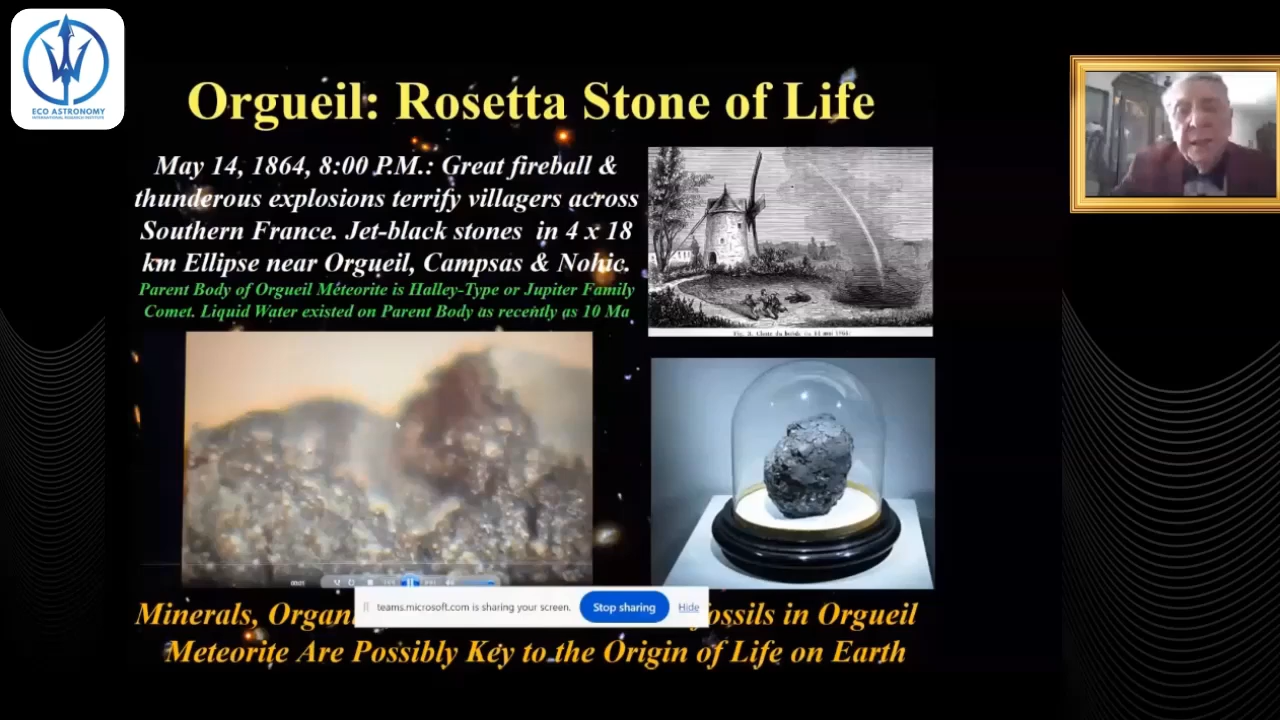 ECO ASTRONOMY
INTERNATIONAL RESEARCH INSTITUTE
Orgueil: Rosetta Stone of Life
May 14, 1864, 8:00 P.M.: Great fireball &
thunderous explosions terrify villagers across
Southern France. Jet-black stones in 4 x 18
km Ellipse near Orgueil, Campsas & Nohic.
Parent Body of Orgueil Meteorite is Halley-Type or Jupiter Family
Comet. Liquid Water existed on Parent Body as recently as 10 Ma
teams.microsoft.com is sharing your screen.
Stop sharing
Hide
Minerals, Organ ossils in Orgueil
Meteorite Are Possibly Key to the Origin of Life on Earth